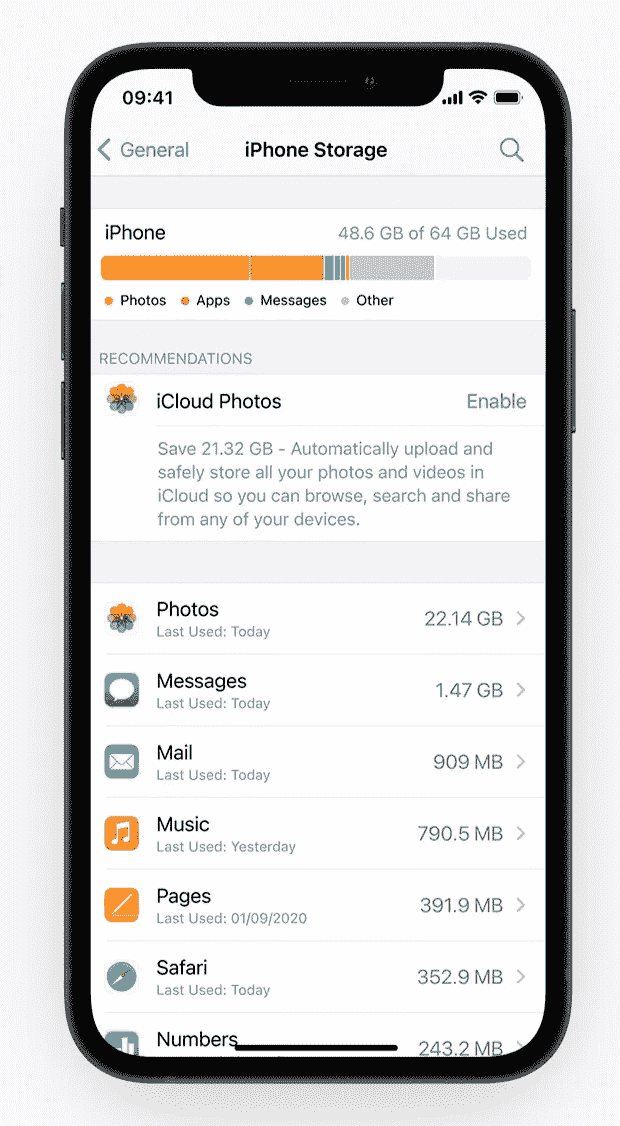 09:41
General
iPhone Storage
iPhone
48.6 GB of 64 GB Used
Photos
Apps
Messages
Other
RECOMMENDATIONS
iCloud Photos
Enable
Save 21.32 GB - Automatically upload and
safely store all your photos and videos in
iCloud so you can browse, search and share
from any of your devices.
Photos
22.14 GB
Last Used: Today
Messages
1.47 GB
Last Used: Today
Mail
909 MB
Last Used: Today
Music
790.5 MB
Last Used: Yesterday
Pages
391.9 MB
Last Used: 01/09/2020
Safari
352.9 MB
Last Used: Today
Numbers
243.2 MB